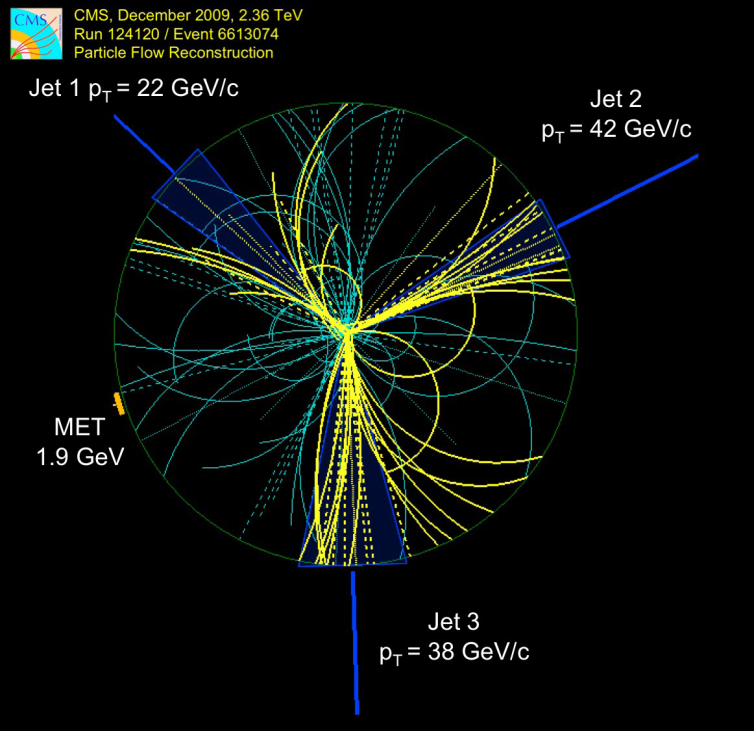 CMS
CMS, December 2009, 2.36 TeV
Run 124120 / Event 6613074
Particle Flow Reconstruction
Jet 1 pT = 22 GeV/c
Jet 2
pT = 42 GeV/c
MET
1.9 GeV
Jet 3
pT = 38 GeV/c